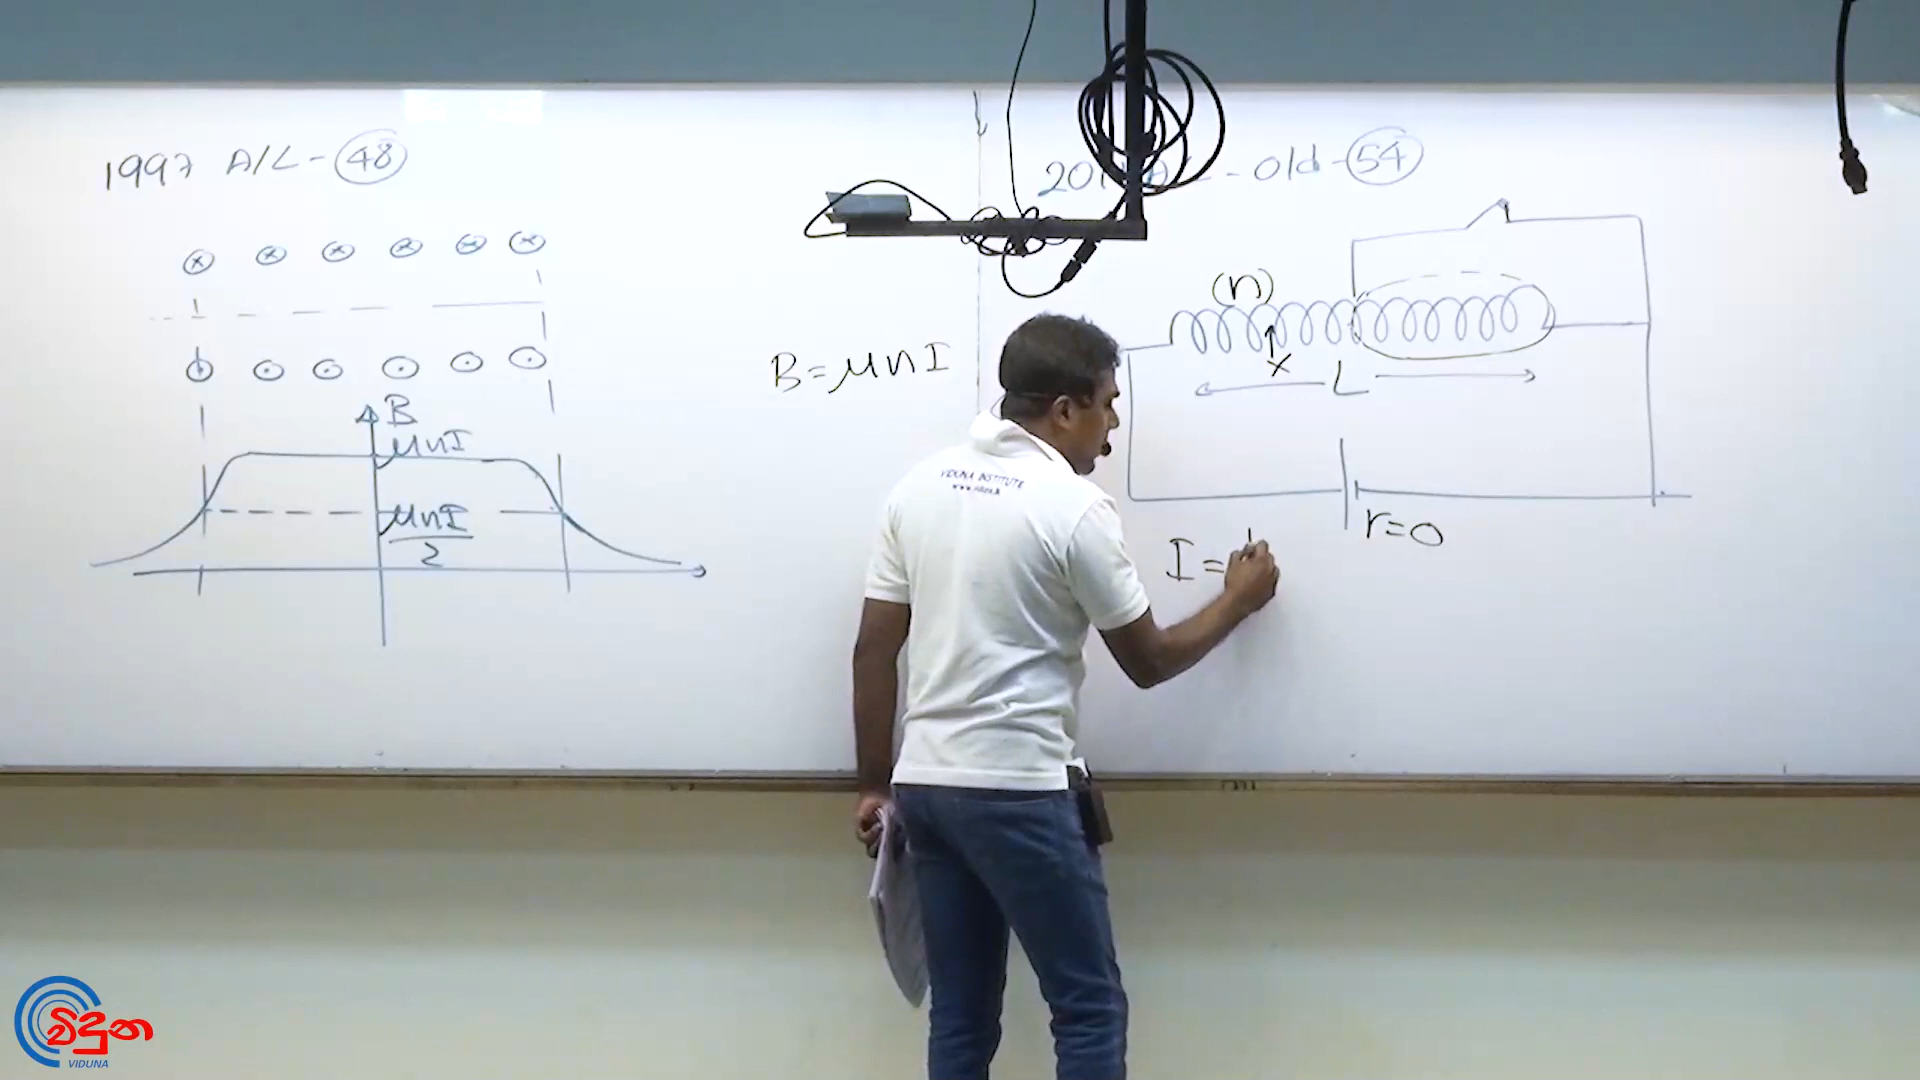 1997 A/L - 48
B
μnI
μnI
2
B = μnI
A/L - old - 54
(n)
X
L
r=0
I =
VIDUNA INSTITUTE
විදුන
VIDUNA